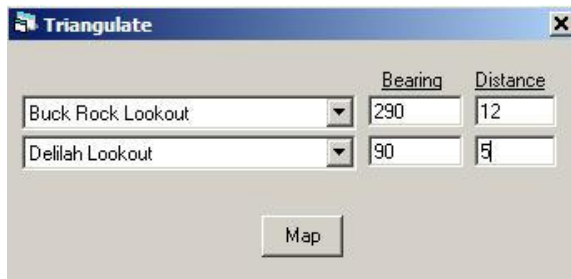 Triangulate
Bearing Distance
Buck Rock Lookout 290 12
Delilah Lookout 90 5
Map